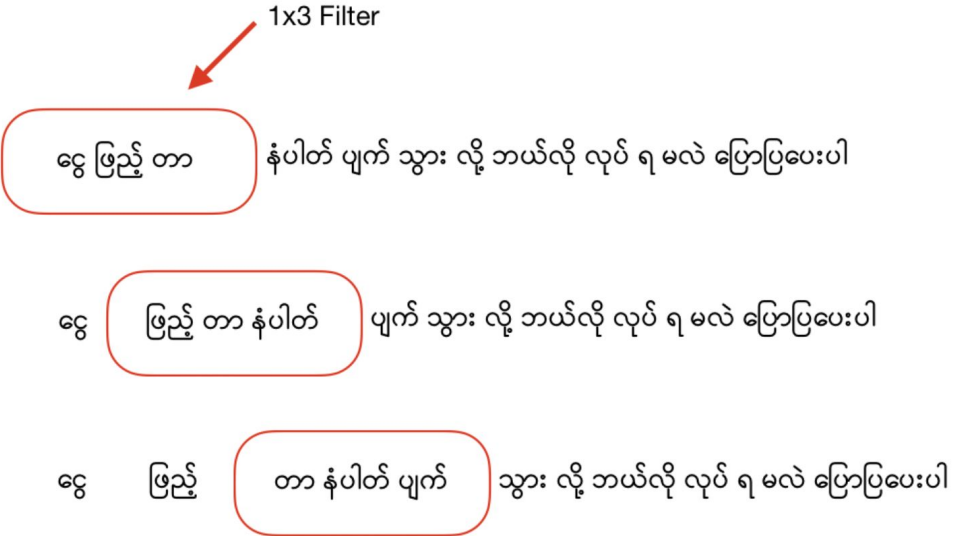 1x3 Filter
ငွေ ဖြည့် တာ နံပါတ် ပျက် သွား လို့ ဘယ်လို လုပ် ရ မလဲ ပြောပြပေးပါ
ငွေ ဖြည့် တာ နံပါတ် ပျက် သွား လို့ ဘယ်လို လုပ် ရ မလဲ ပြောပြပေးပါ
ငွေ ဖြည့် တာ နံပါတ် ပျက် သွား လို့ ဘယ်လို လုပ် ရ မလဲ ပြောပြပေးပါ